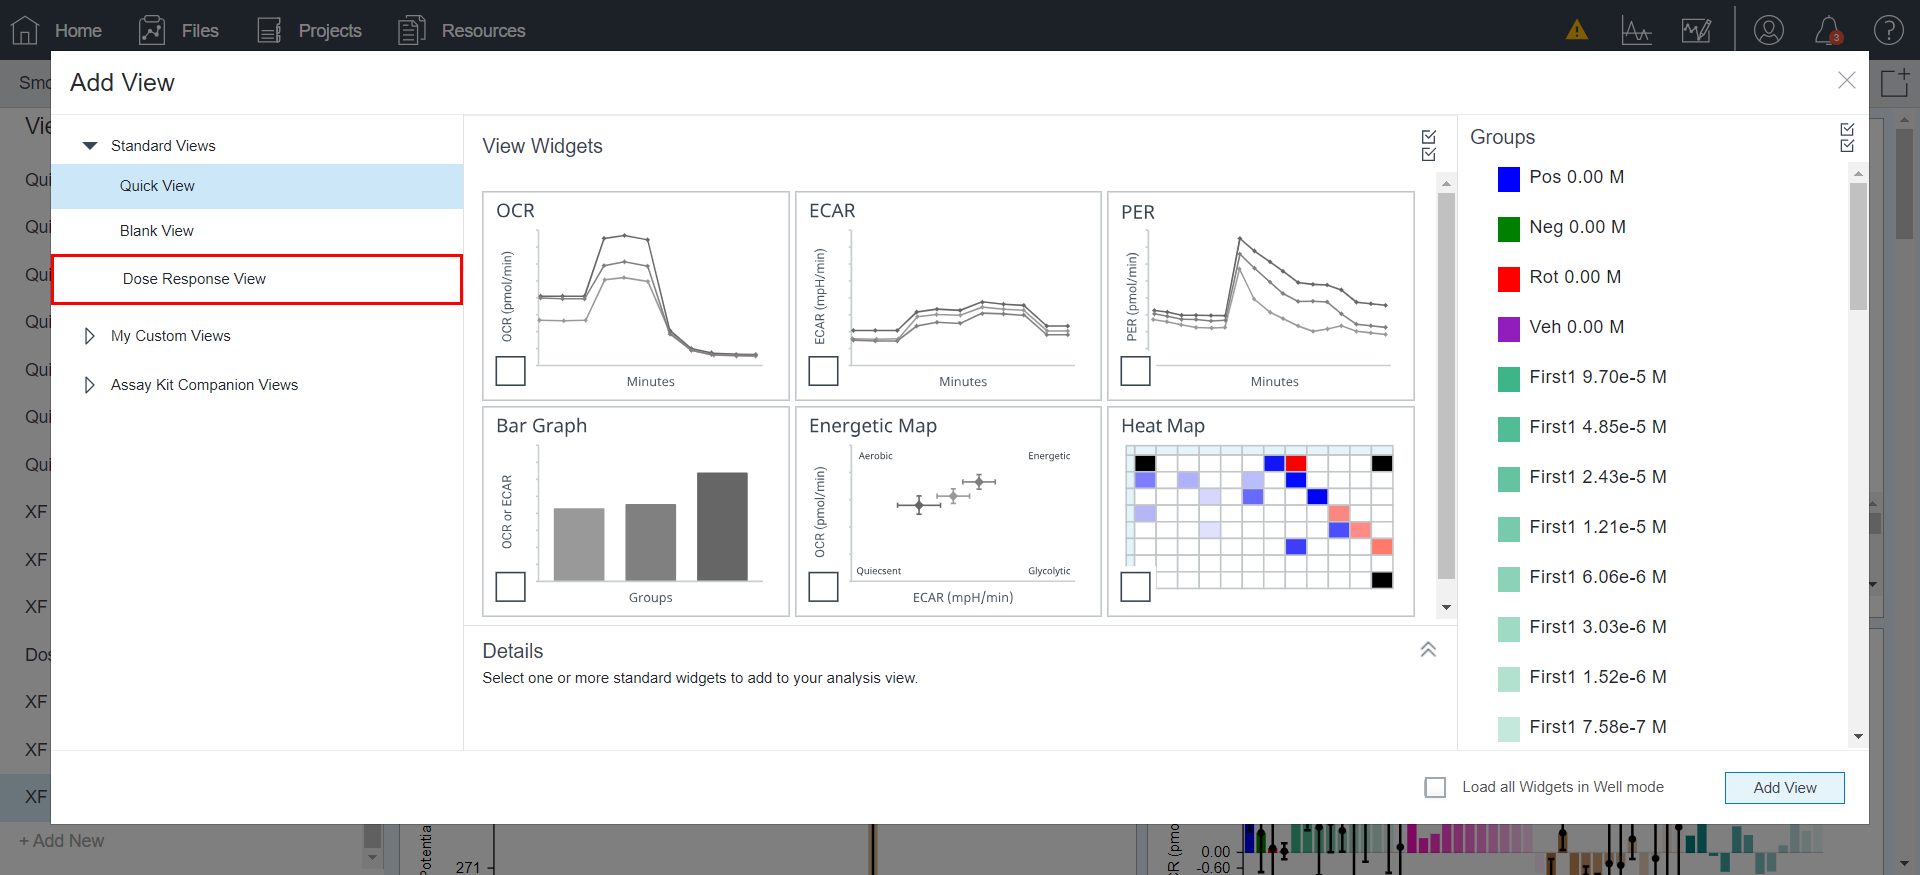 Home
Files
Projects
Resources
3
Smo
Add View
Vie
Qui
Qui
Qui
Qui
Qui
Qui
Qui
XF
XF
XF
Dos
XF
XF
XF
+ Add New
Standard Views
Quick View
Blank View
Dose Response View
My Custom Views
Assay Kit Companion Views
View Widgets
OCR
OCR (pmol/min)
Minutes
ECAR
ECAR (mpH/min)
Minutes
PER
PER (pmol/min)
Minutes
Bar Graph
OCR or ECAR
Groups
Energetic Map
Aerobic
Energetic
OCR (pmol/min)
Quiecsent
Glycolytic
ECAR (mpH/min)
Heat Map
Details
Select one or more standard widgets to add to your analysis view.
Groups
Pos 0.00 M
Neg 0.00 M
Rot 0.00 M
Veh 0.00 M
First1 9.70e-5 M
First1 4.85e-5 M
First1 2.43e-5 M
First1 1.21e-5 M
First1 6.06e-6 M
First1 3.03e-6 M
First1 1.52e-6 M
First1 7.58e-7 M
Load all Widgets in Well mode
Add View
Potentia
271
CR (pmo
0.00
-0.60